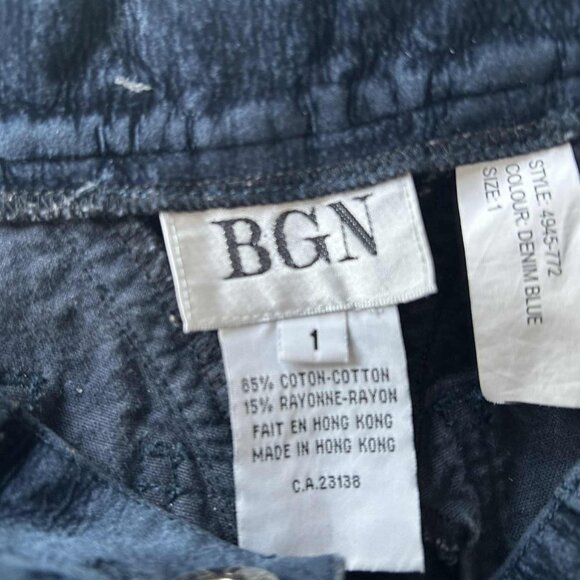 BGN
1
85% COTON-COTTON
15% RAYONNE-RAYON
FAIT EN HONG KONG
MADE IN HONG KONG
C.A.23138
STYLE: 4945-772
COLOUR: DENIM BLUE
SIZE:1